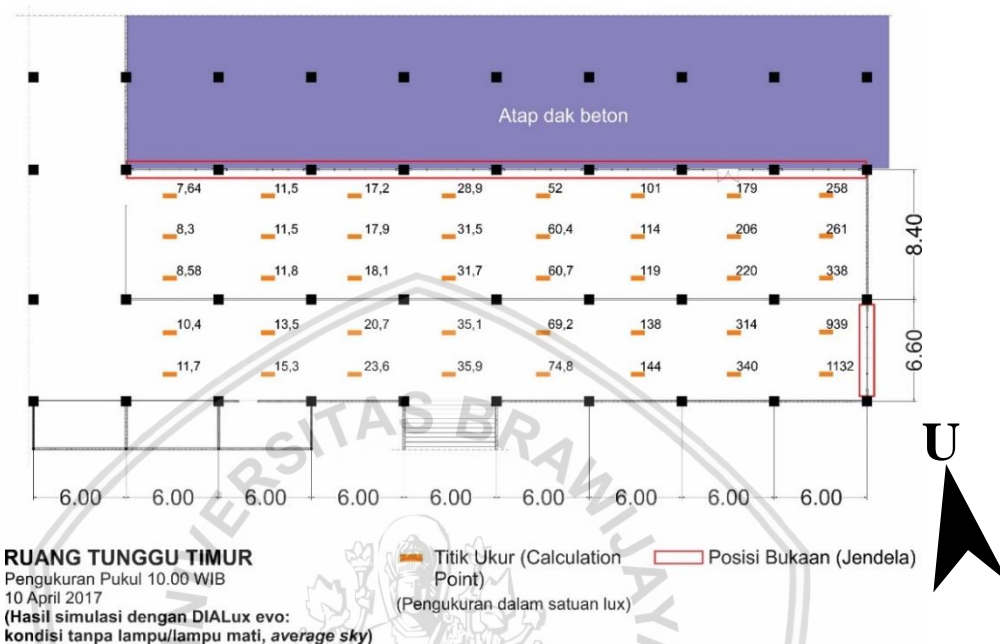 Atap dak beton
7,64 11,5 17,2 28,9 52 101 179 258
8,3 11,5 17,9 31,5 60,4 114 206 261
8,58 11,8 18,1 31,7 60,7 119 220 338
8.40
10,4 13,5 20,7 35,1 69,2 138 314 939
11,7 15,3 23,6 35,9 74,8 144 340 1132
6.60
UNIVERSITAS BRAWIJAYA
U
6.00 6.00 6.00 6.00 6.00 6.00 6.00 6.00 6.00
RUANG TUNGGU TIMUR
Pengukuran Pukul 10.00 WIB
10 April 2017
(Hasil simulasi dengan DIALux evo:
kondisi tanpa lampu/lampu mati, average sky)
Titik Ukur (Calculation
Point)
(Pengukuran dalam satuan lux)
Posisi Bukaan (Jendela)